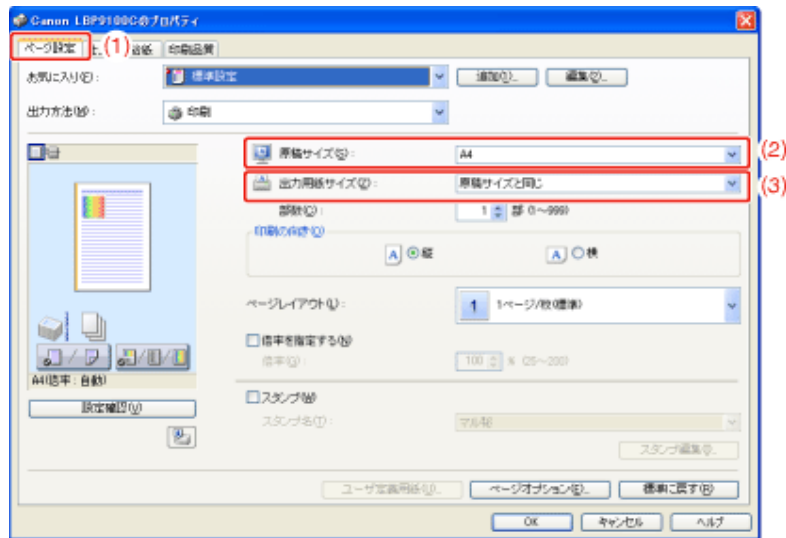 Canon LBP9100Cのプロパティ
ページ設定 (1) 給紙 印刷品質
お気に入り(F): 標準設定 追加(1)... 編集(2)...
出力方法(M): 印刷
原稿サイズ(S): A4 (2)
出力用紙サイズ(Z): 原稿サイズと同じ (3)
部数(C): 1 部 (1～999)
印刷の向き(O)
A 縦 A 横
ページレイアウト(L): 1 1ページ/枚(標準)
倍率を指定する(N)
倍率(G): 100 % (25～200)
A4(倍率: 自動)
スタンプ(W)
設定確認(V)
スタンプ名(T): マル秘
スタンプ編集(I)...
ユーザ定義用紙(U)... ページオプション(E)... 標準に戻す(R)
OK キャンセル ヘルプ